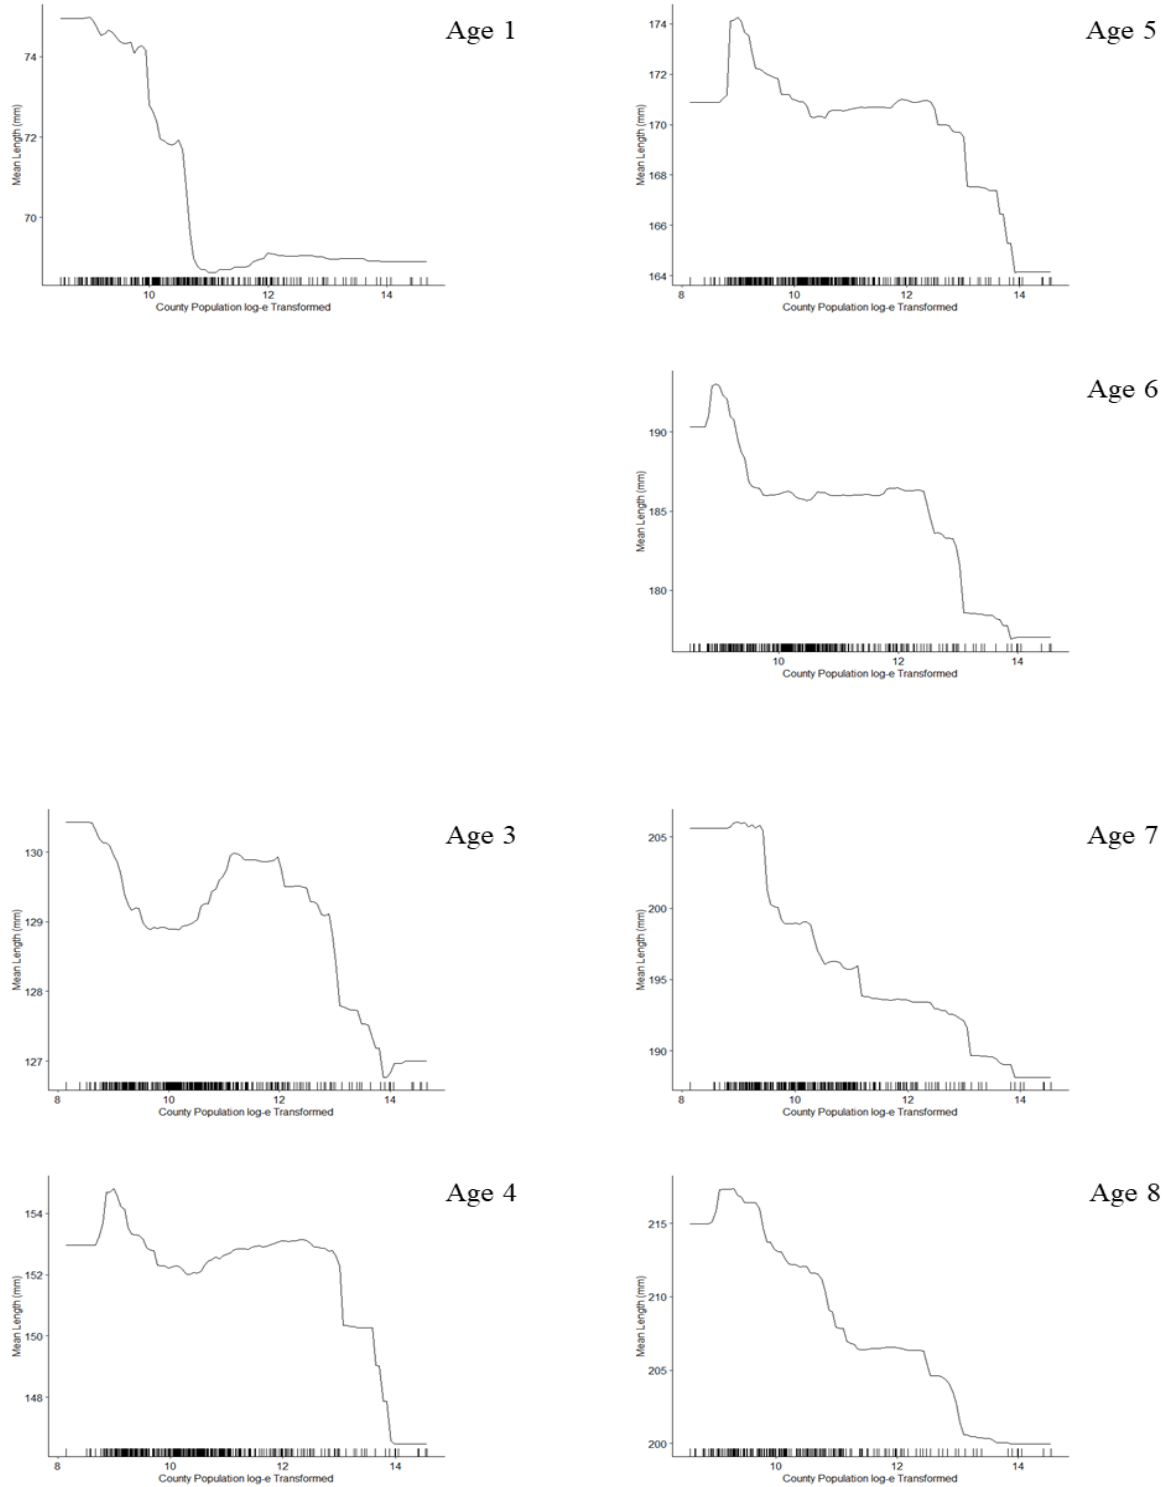 Age 1
Mean Length (mm)
74
72
70
10 12 14
County Population log-e Transformed
Age 5
Mean Length (mm)
174
172
170
168
166
164
8 10 12 14
County Population log-e Transformed
Age 6
Mean Length (mm)
190
185
180
10 12 14
County Population log-e Transformed
Age 3
Mean Length (mm)
130
129
128
127
8 10 12 14
County Population log-e Transformed
Age 7
Mean Length (mm)
205
200
195
190
8 10 12 14
County Population log-e Transformed
Age 4
Mean Length (mm)
154
152
150
148
8 10 12 14
County Population log-e Transformed
Age 8
Mean Length (mm)
215
210
205
200
10 12 14
County Population log-e Transformed